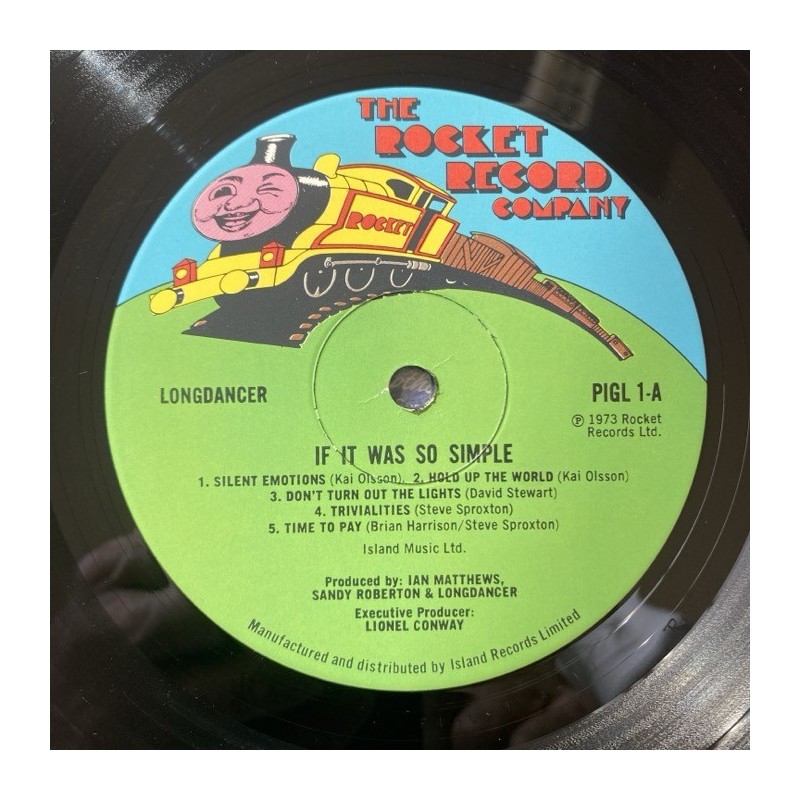 THE
ROCKET
RECORD
COMPANY
ROCKET
LONGDANCER
PIGL 1-A
℗ 1973 Rocket
Records Ltd.
IF IT WAS SO SIMPLE
1. SILENT EMOTIONS (Kai Olsson), 2. HOLD UP THE WORLD (Kai Olsson)
3. DON'T TURN OUT THE LIGHTS (David Stewart)
4. TRIVIALITIES (Steve Sproxton)
5. TIME TO PAY (Brian Harrison/Steve Sproxton)
Island Music Ltd.
Produced by: IAN MATTHEWS,
SANDY ROBERTON & LONGDANCER
Executive Producer:
LIONEL CONWAY
Manufactured and distributed by Island Records Limited